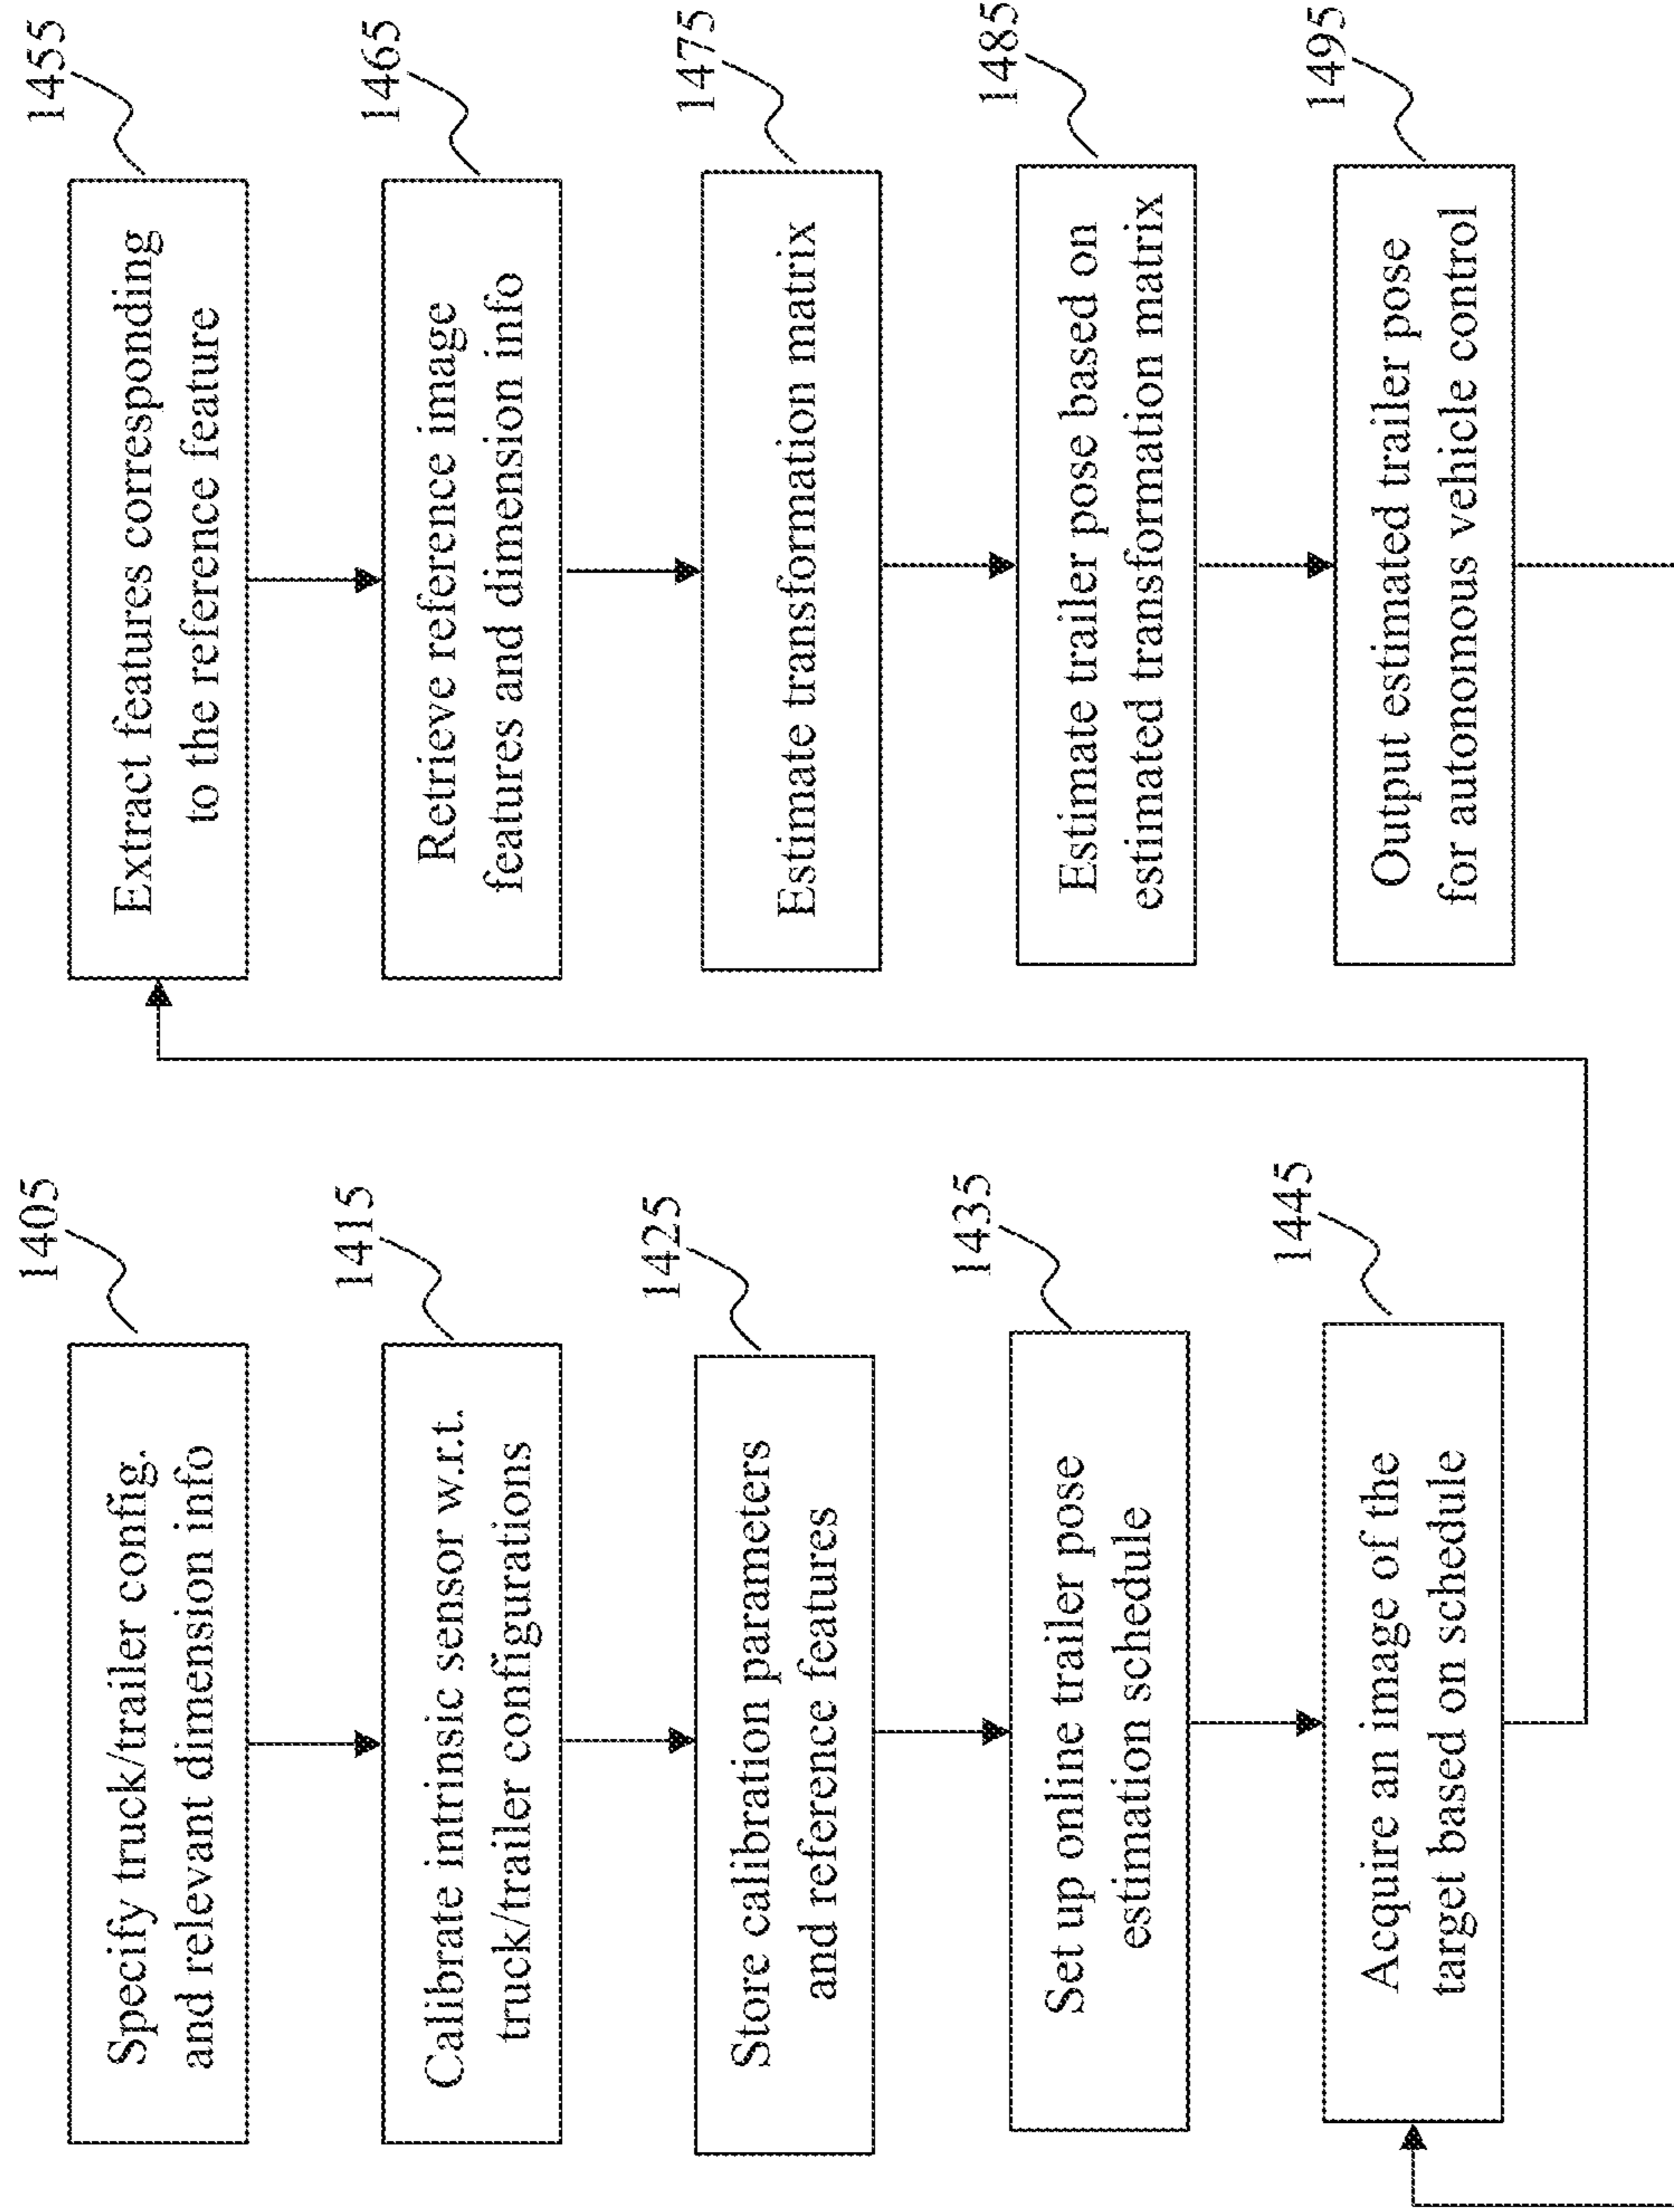 1405
Specify truck/trailer config.
and relevant dimension info
1415
Calibrate intrinsic sensor w.r.t.
truck/trailer configurations
1425
Store calibration parameters
and reference features
1435
Set up online trailer pose
estimation schedule
1445
Acquire an image of the
target based on schedule
1455
Extract features corresponding
to the reference feature
1465
Retrieve reference image
features and dimension info
1475
Estimate transformation matrix
1485
Estimate trailer pose based on
estimated transformation matrix
1495
Output estimated trailer pose
for autonomous vehicle control